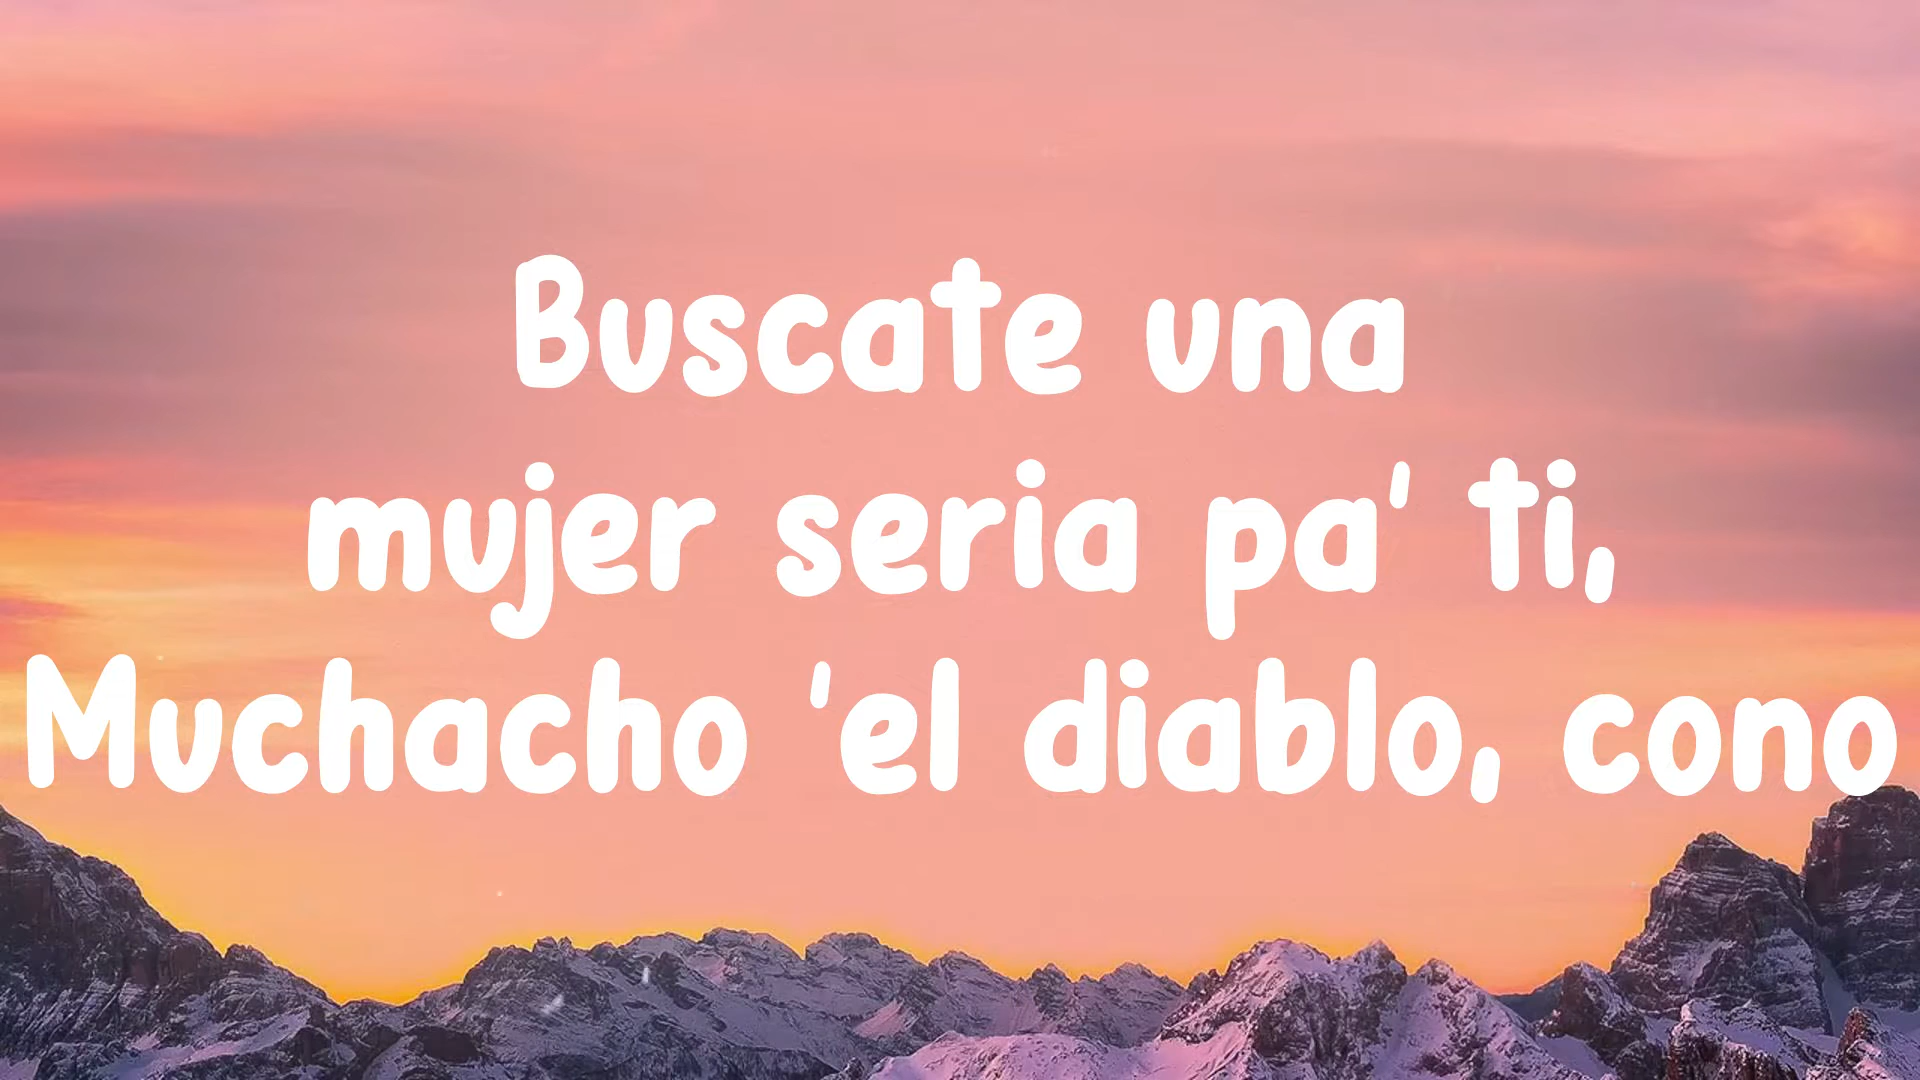 Buscate una
mujer seria pa' ti,
Muchacho 'el diablo, cono